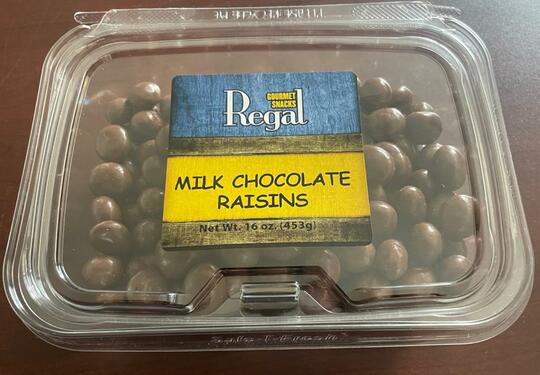 GOURMET
SNACKS
Regal
MILK CHOCOLATE
RAISINS
Net Wt. 16 oz. (453g)